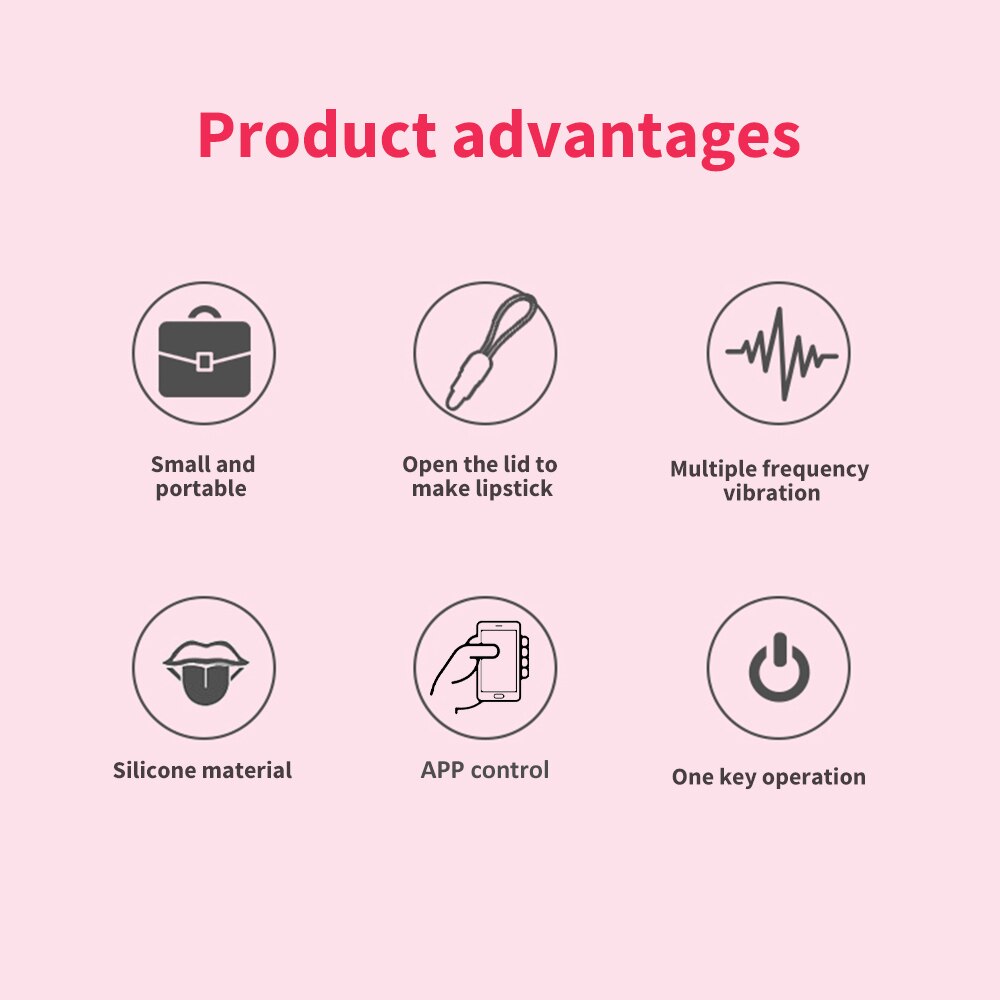 Product advantages
Small and
portable
Open the lid to
make lipstick
Multiple frequency
vibration
Silicone material
APP control
One key operation